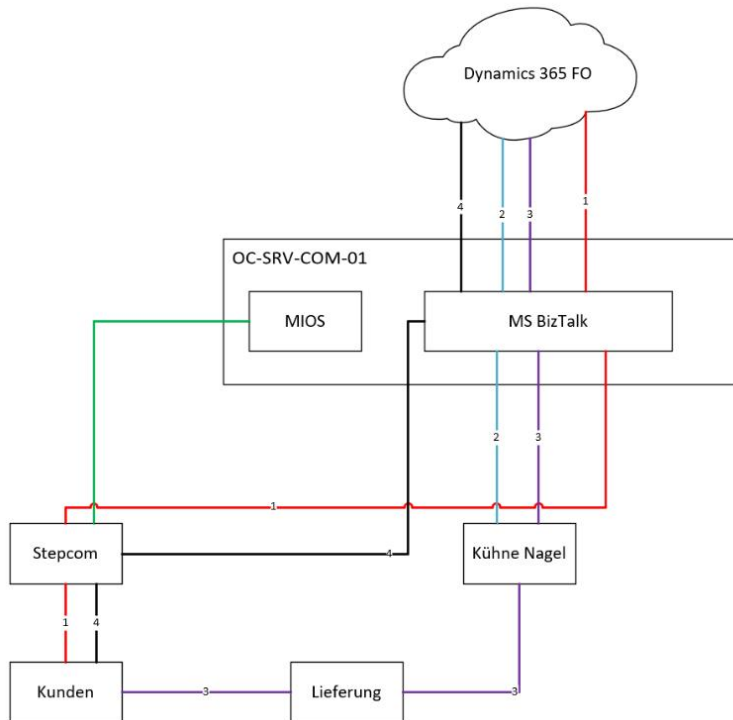 Dynamics 365 FO
4
2
3
1
OC-SRV-COM-01
MIOS
MS BizTalk
2
3
1
Stepcom
4
Kühne Nagel
1
4
Kunden
3
Lieferung
3